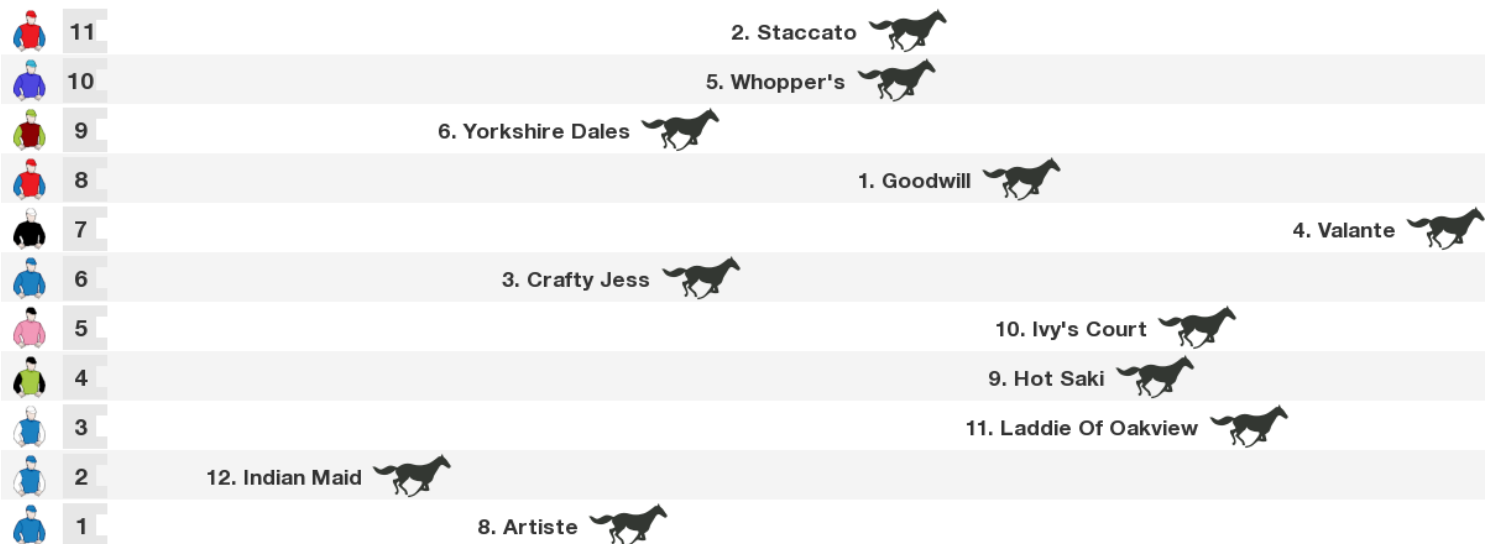 11 2. Staccato
10 5. Whopper's
9 6. Yorkshire Dales
8 1. Goodwill
7 4. Valante
6 3. Crafty Jess
5 10. Ivy's Court
4 9. Hot Saki
3 11. Laddie Of Oakview
2 12. Indian Maid
1 8. Artiste